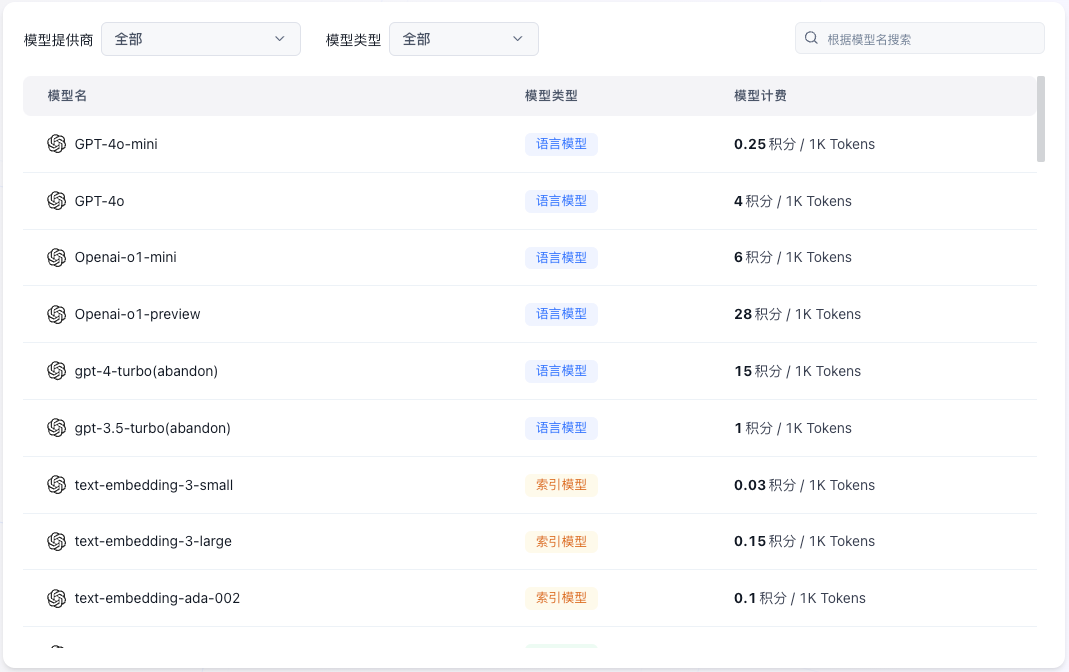 模型提供商 全部 模型类型 全部 根据模型名搜索
模型名 模型类型 模型计费
GPT-4o-mini 语言模型 0.25 积分 / 1K Tokens
GPT-4o 语言模型 4 积分 / 1K Tokens
Openai-o1-mini 语言模型 6 积分 / 1K Tokens
Openai-o1-preview 语言模型 28 积分 / 1K Tokens
gpt-4-turbo(abandon) 语言模型 15 积分 / 1K Tokens
gpt-3.5-turbo(abandon) 语言模型 1 积分 / 1K Tokens
text-embedding-3-small 索引模型 0.03 积分 / 1K Tokens
text-embedding-3-large 索引模型 0.15 积分 / 1K Tokens
text-embedding-ada-002 索引模型 0.1 积分 / 1K Tokens